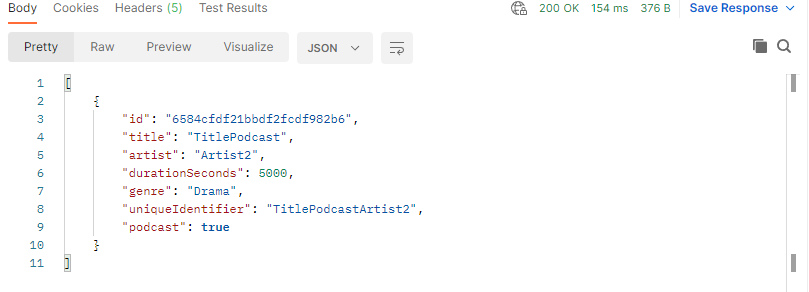 Body Cookies Headers (5) Test Results 200 OK 154 ms 376 B Save Response
Pretty Raw Preview Visualize JSON
1 [
2 {
3 "id": "6584cfdf21bbdf2fcdf982b6",
4 "title": "TitlePodcast",
5 "artist": "Artist2",
6 "durationSeconds": 5000,
7 "genre": "Drama",
8 "uniqueIdentifier": "TitlePodcastArtist2",
9 "podcast": true
10 }
11 ]